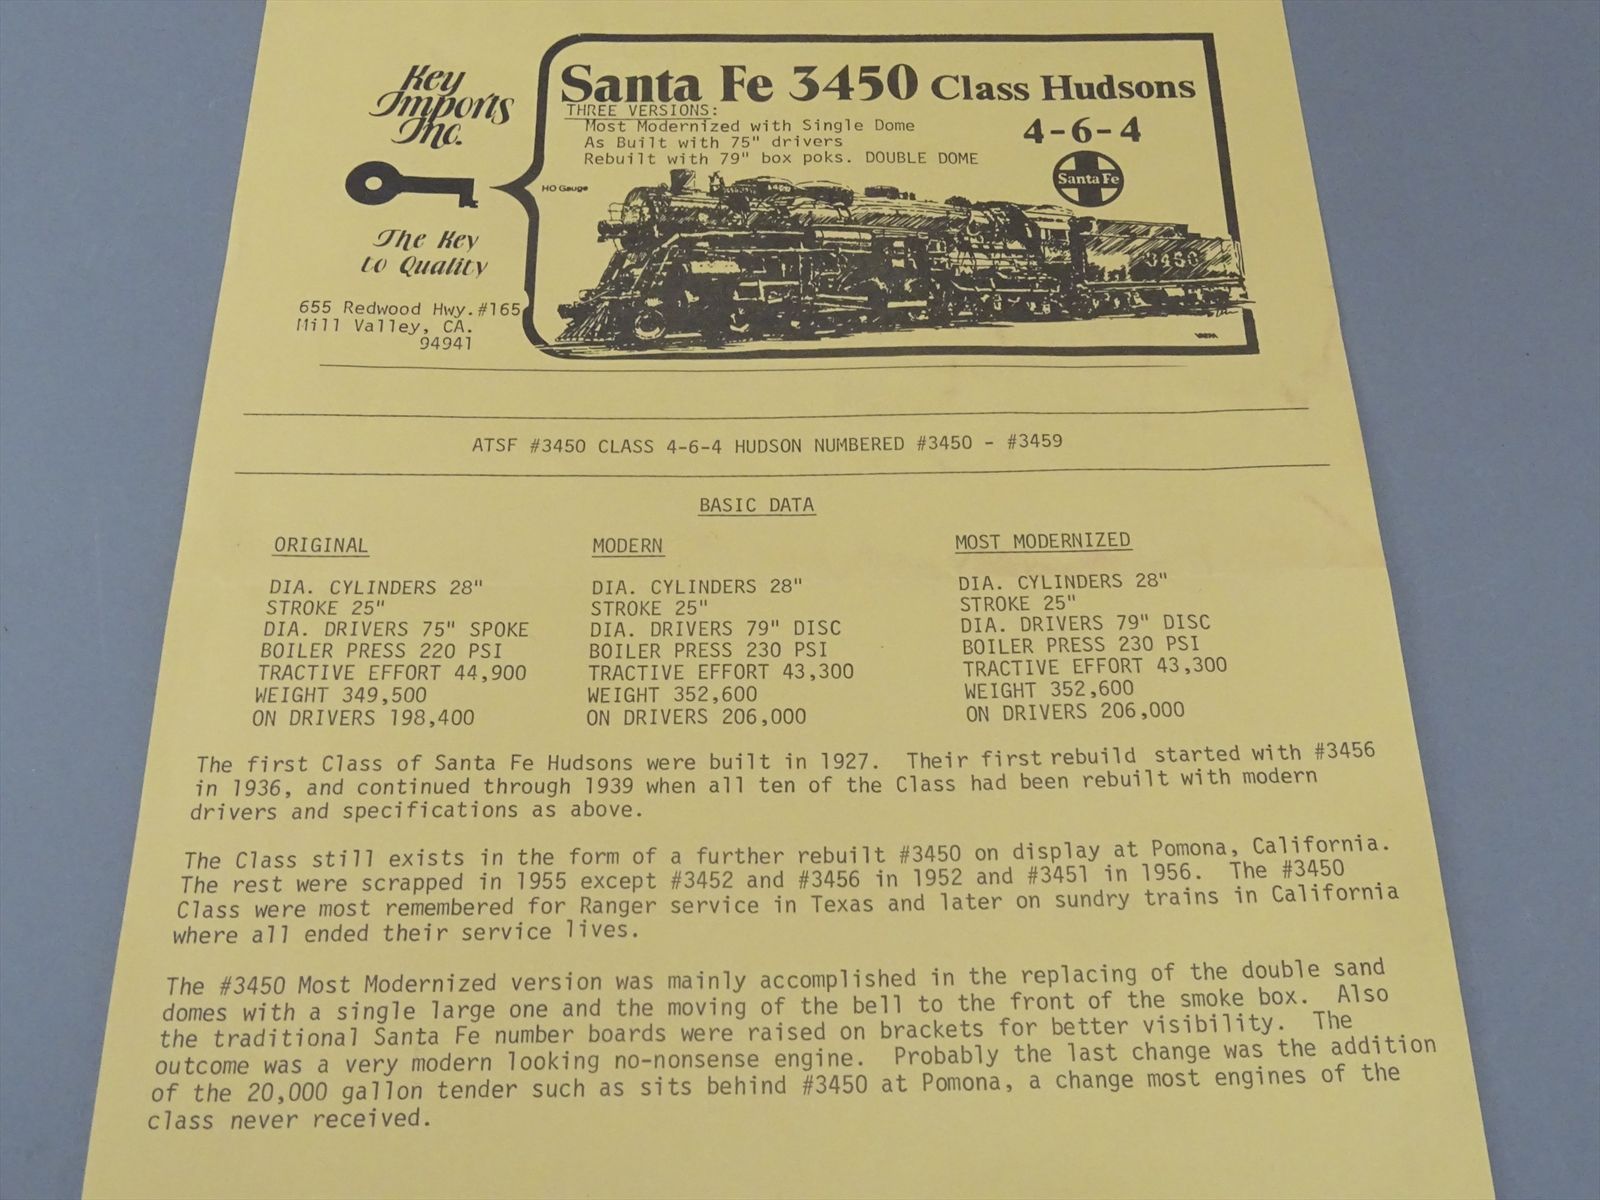 Key
Imports
Inc.
The Key
to Quality
655 Redwood Hwy.#165
Mill Valley, CA.
94941
Santa Fe 3450 Class Hudsons
THREE VERSIONS:
Most Modernized with Single Dome
As Built with 75" drivers
Rebuilt with 79" box poks. DOUBLE DOME
4-6-4
Santa Fe
HO Gauge
3450
ATSF #3450 CLASS 4-6-4 HUDSON NUMBERED #3450 - #3459
BASIC DATA
ORIGINAL
DIA. CYLINDERS 28"
STROKE 25"
DIA. DRIVERS 75" SPOKE
BOILER PRESS 220 PSI
TRACTIVE EFFORT 44,900
WEIGHT 349,500
ON DRIVERS 198,400
MODERN
DIA. CYLINDERS 28"
STROKE 25"
DIA. DRIVERS 79" DISC
BOILER PRESS 230 PSI
TRACTIVE EFFORT 43,300
WEIGHT 352,600
ON DRIVERS 206,000
MOST MODERNIZED
DIA. CYLINDERS 28"
STROKE 25"
DIA. DRIVERS 79" DISC
BOILER PRESS 230 PSI
TRACTIVE EFFORT 43,300
WEIGHT 352,600
ON DRIVERS 206,000
The first Class of Santa Fe Hudsons were built in 1927. Their first rebuild started with #3456
in 1936, and continued through 1939 when all ten of the Class had been rebuilt with modern
drivers and specifications as above.
The Class still exists in the form of a further rebuilt #3450 on display at Pomona, California.
The rest were scrapped in 1955 except #3452 and #3456 in 1952 and #3451 in 1956. The #3450
Class were most remembered for Ranger service in Texas and later on sundry trains in California
where all ended their service lives.
The #3450 Most Modernized version was mainly accomplished in the replacing of the double sand
domes with a single large one and the moving of the bell to the front of the smoke box. Also
the traditional Santa Fe number boards were raised on brackets for better visibility. The
outcome was a very modern looking no-nonsense engine. Probably the last change was the addition
of the 20,000 gallon tender such as sits behind #3450 at Pomona, a change most engines of the
class never received.